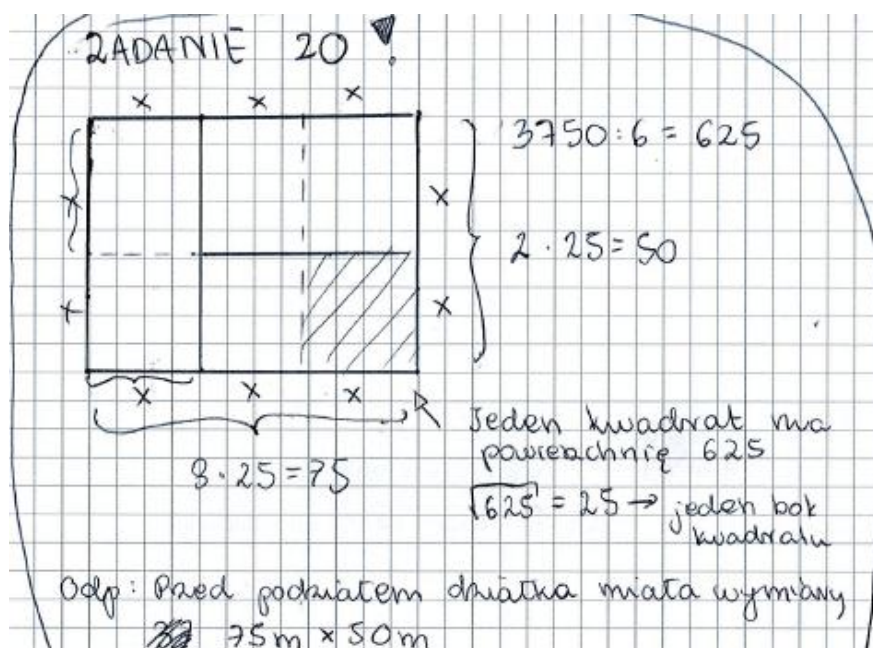 ZADANIE 20 !
x x x
3750 : 6 = 625
x x
2 · 25 = 50
x x
x x x
Jeden kwadrat ma
powierzchnię 625
3 · 25 = 75
√625 = 25 → jeden bok
kwadratu
Odp: Przed podziałem działka miała wymiary
75m × 50m